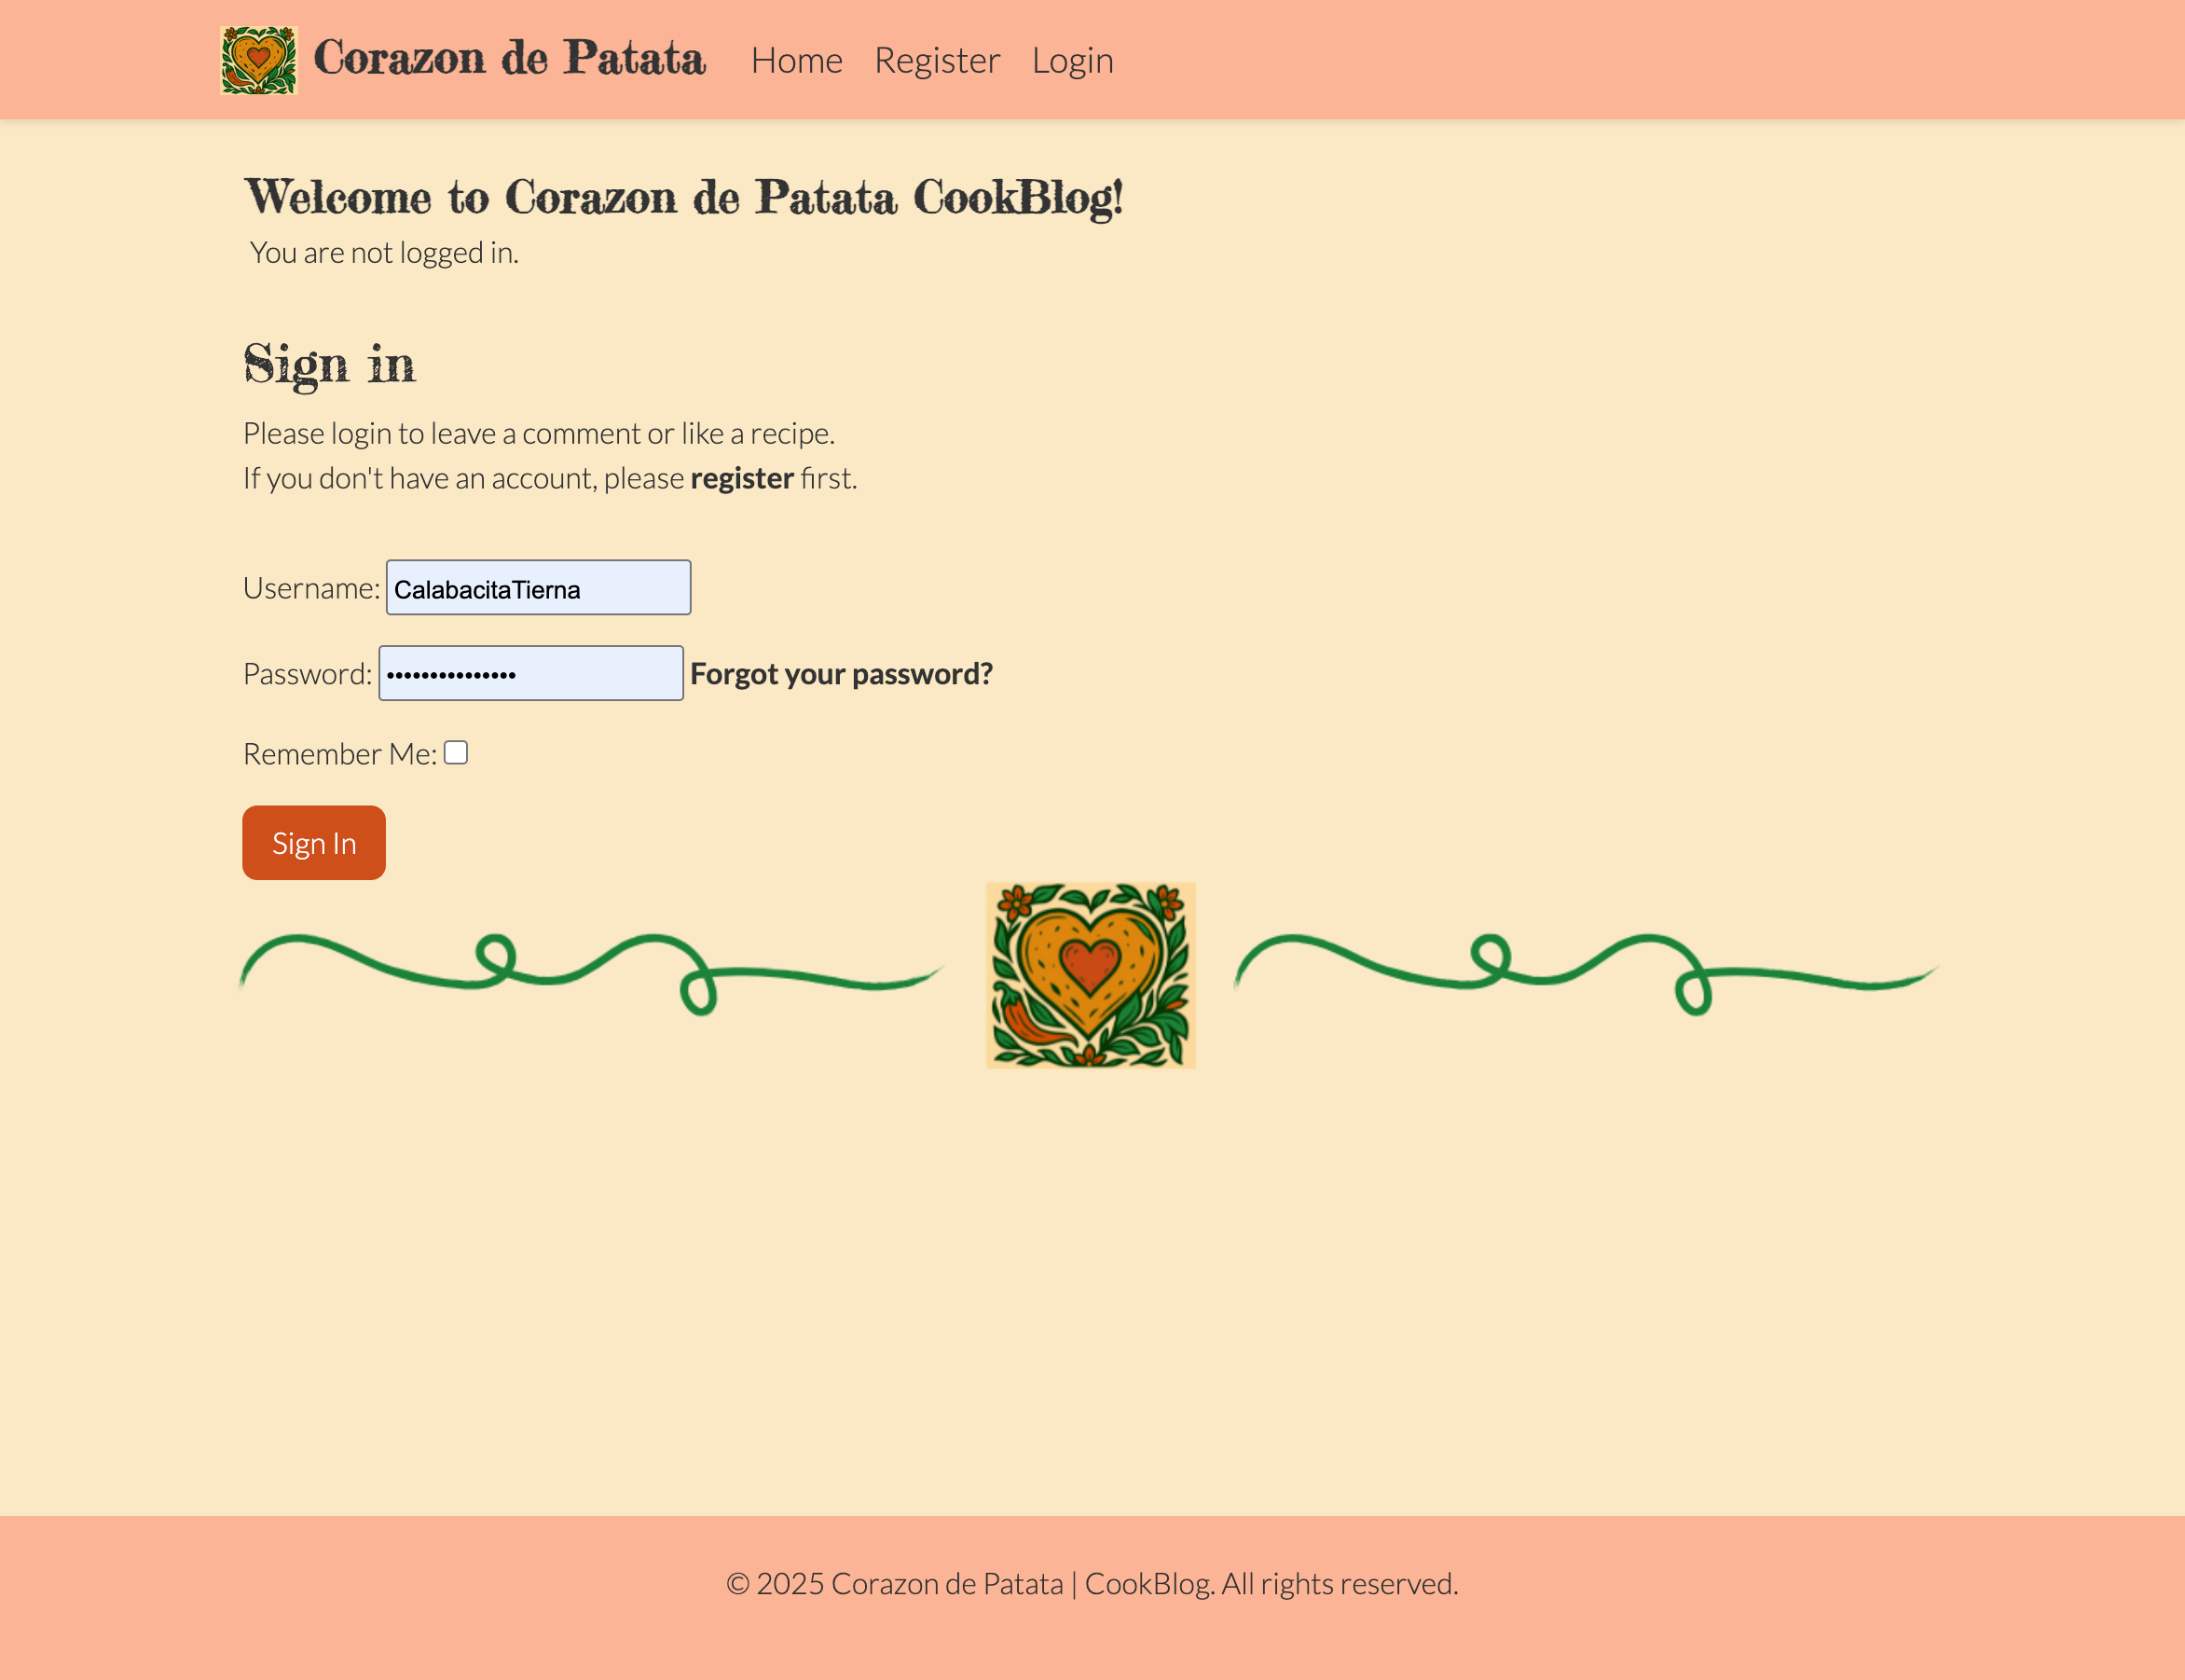 Corazon de Patata Home Register Login
Welcome to Corazon de Patata CookBlog!
You are not logged in.
Sign in
Please login to leave a comment or like a recipe.
If you don't have an account, please register first.
Username: CalabacitaTierna
Password: ••••••••••••••• Forgot your password?
Remember Me:
Sign In
© 2025 Corazon de Patata | CookBlog. All rights reserved.